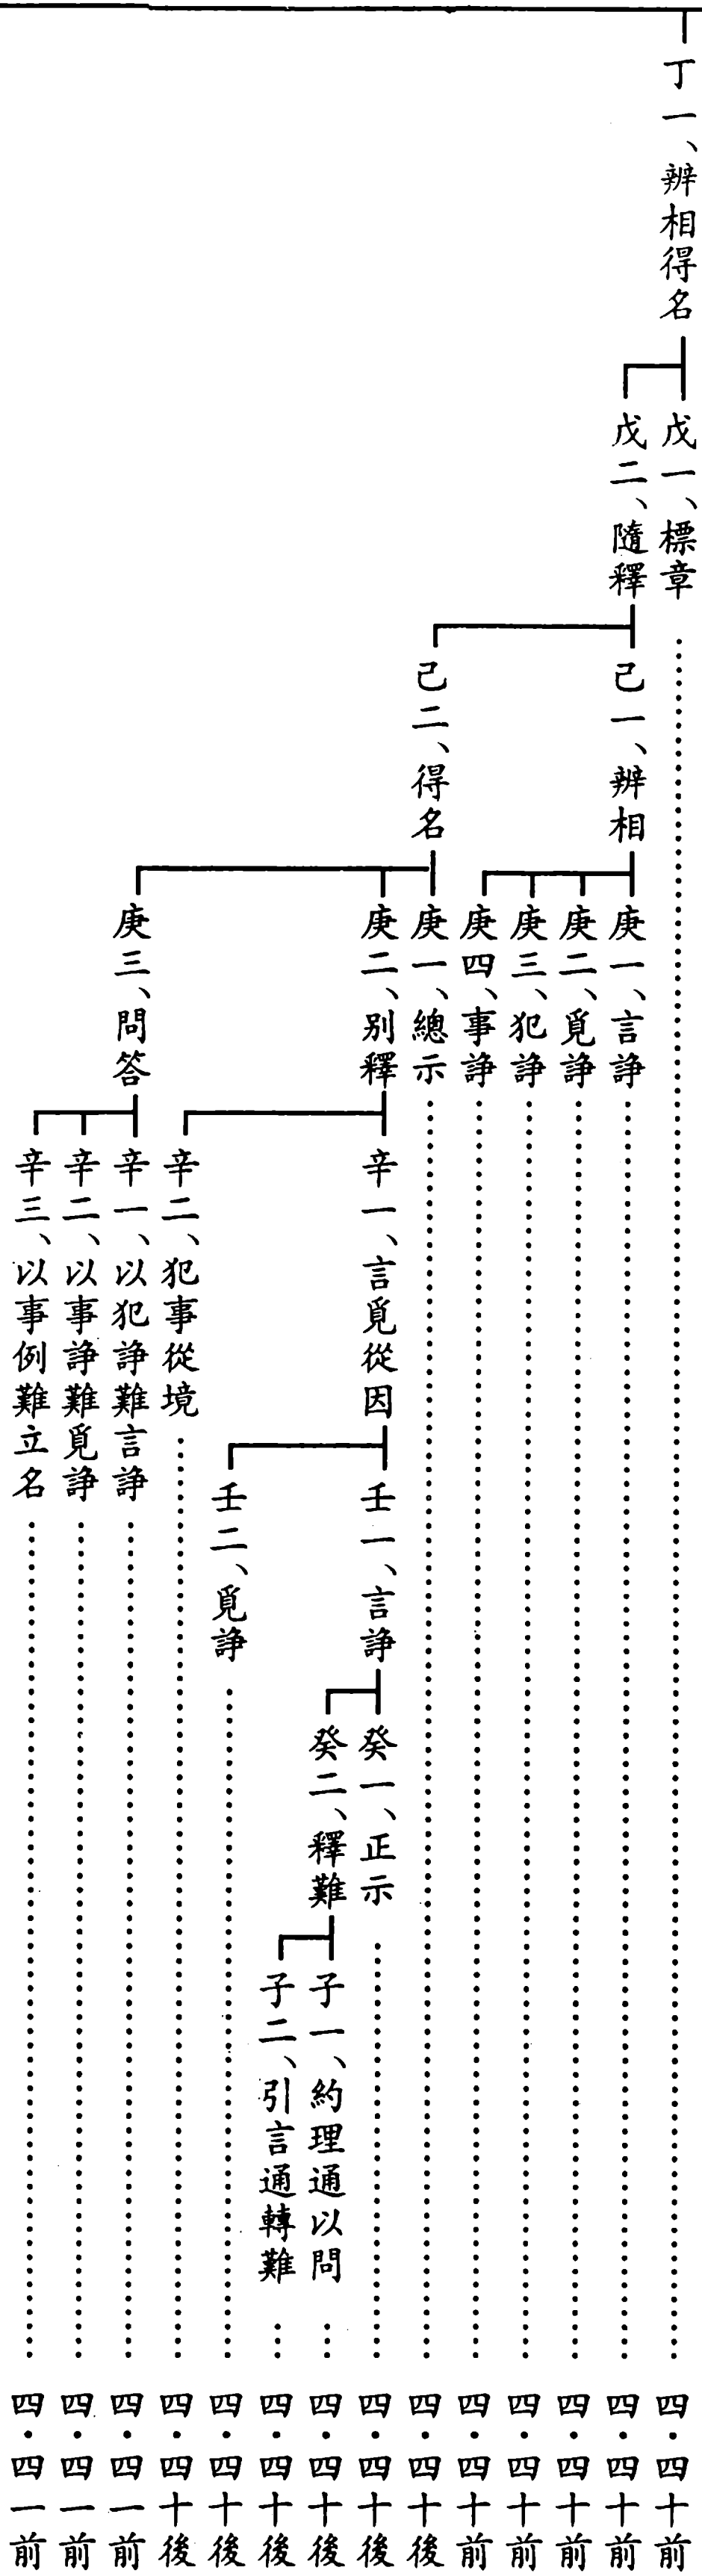 丁一、辨相得名
戊一、標章 四・四十前
戊二、隨釋
己一、辨相
庚一、言諍 四・四十前
庚二、覓諍 四・四十前
庚三、犯諍 四・四十前
庚四、事諍 四・四十前
己二、得名
庚一、總示 四・四十後
庚二、別釋
辛一、言覓從因
壬一、言諍
癸一、正示 四・四十後
癸二、釋難
子一、約理通以問 四・四十後
子二、引言通轉難 四・四十後
壬二、覓諍 四・四十後
辛二、犯事從境 四・四十後
庚三、問答
辛一、以犯諍難言諍 四・四一前
辛二、以事諍難覓諍 四・四一前
辛三、以事例難立名 四・四一前